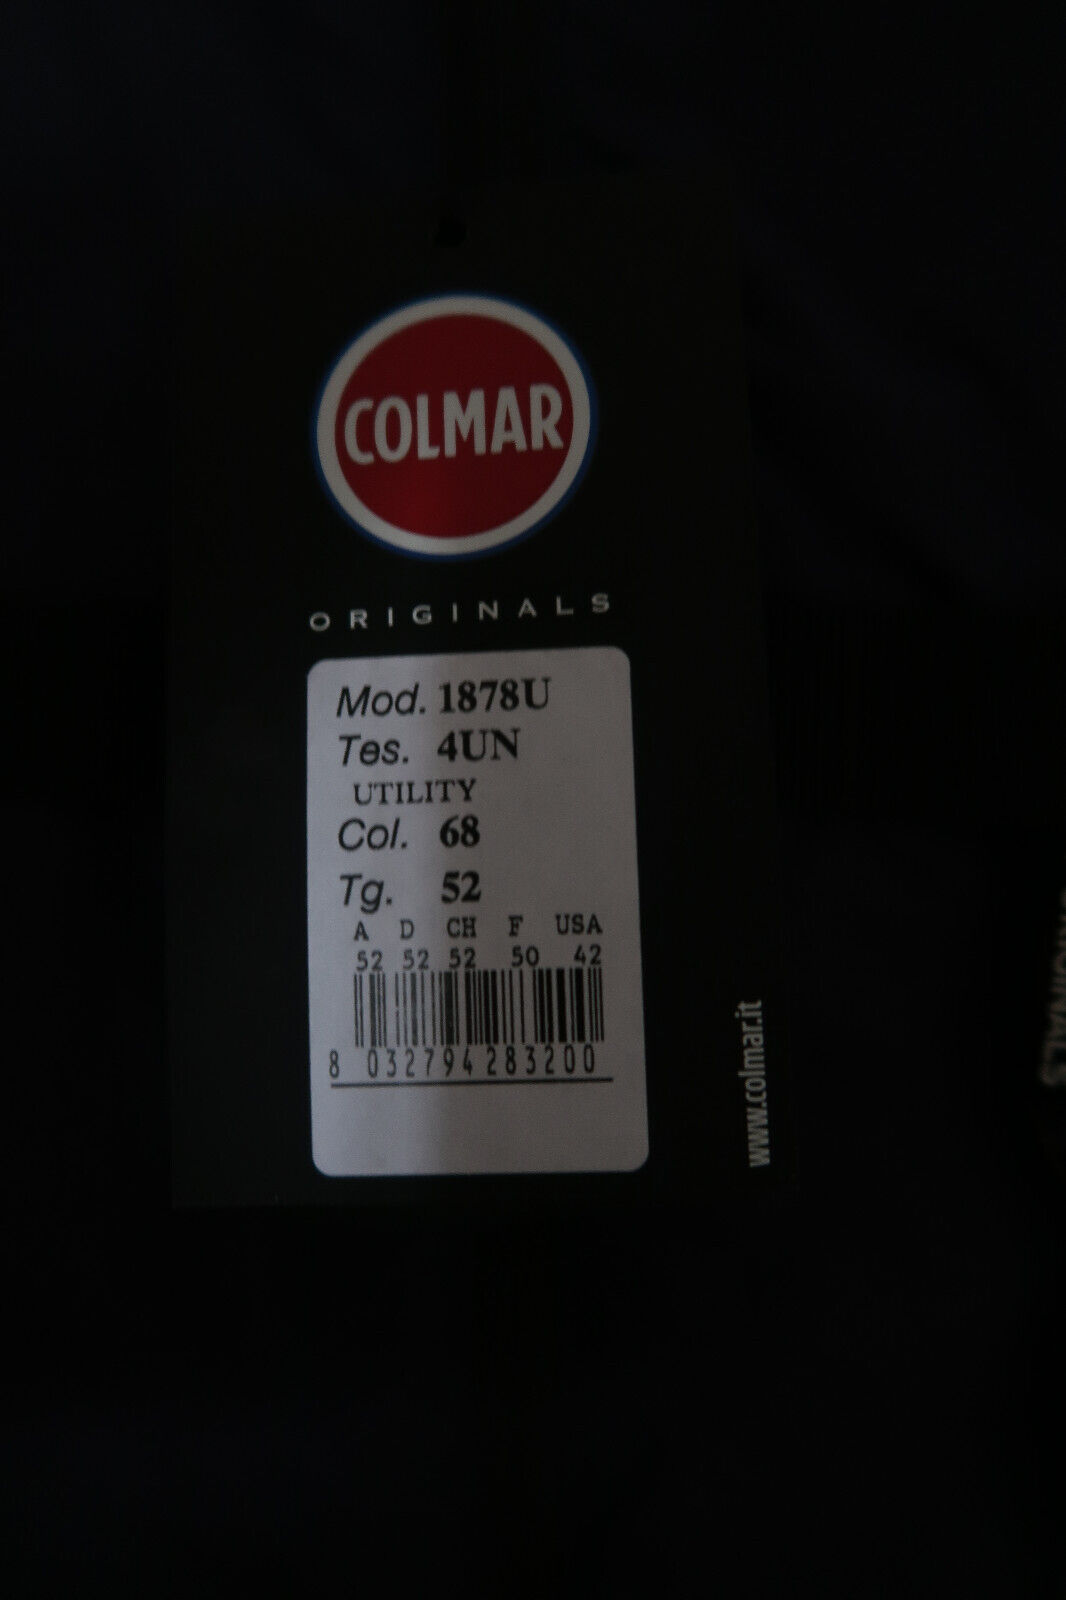 COLMAR
ORIGINALS
Mod. 1878U
Tes. 4UN
UTILITY
Col. 68
Tg. 52
A D CH F USA
52 52 52 50 42
8 032794 283200
www.colmar.it
ORIGINALS